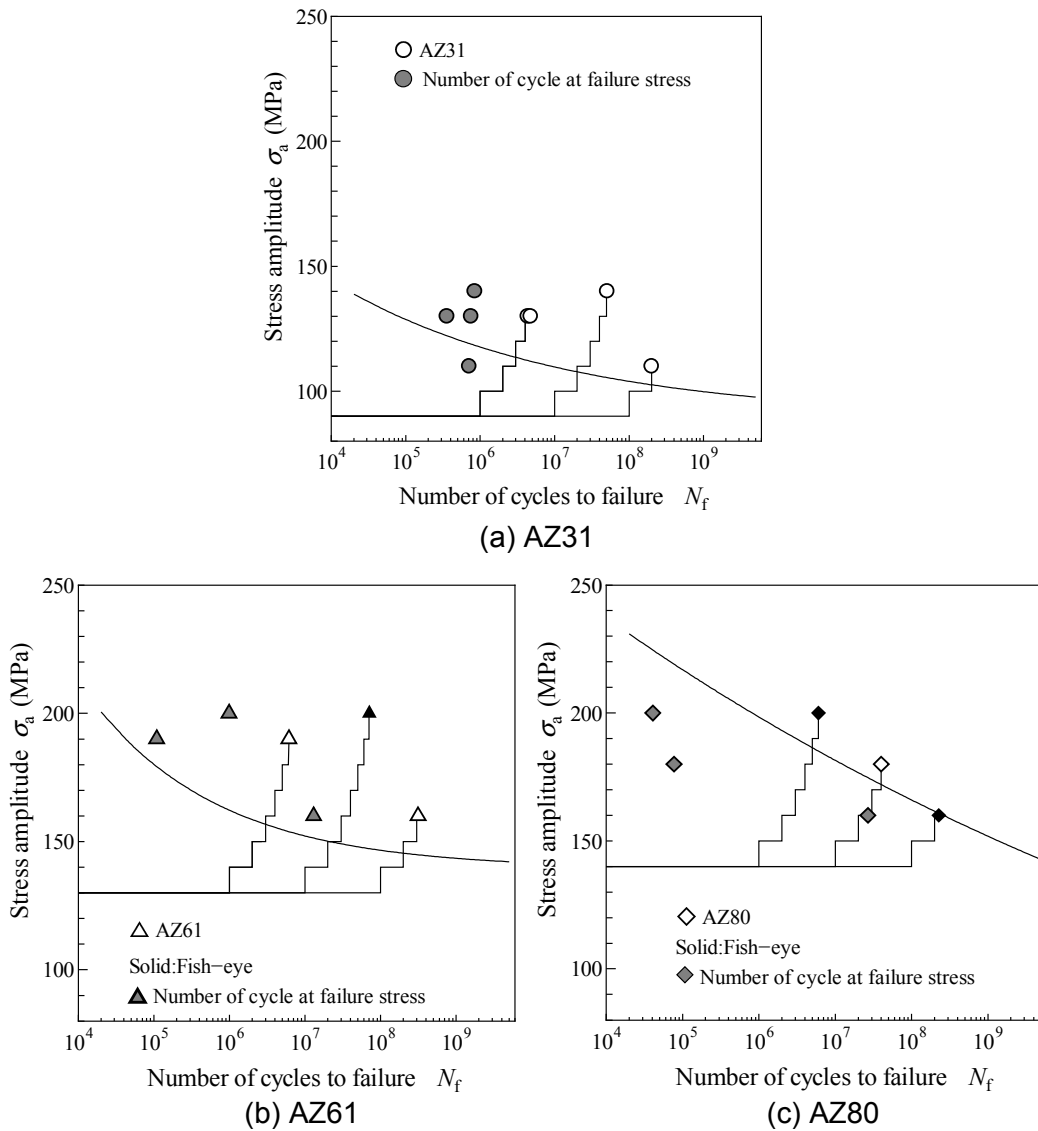 250
200
150
100
Stress amplitude σa (MPa)
AZ31
Number of cycle at failure stress
10^4 10^5 10^6 10^7 10^8 10^9
Number of cycles to failure Nf
(a) AZ31
250
200
150
100
Stress amplitude σa (MPa)
AZ61
Solid:Fish−eye
Number of cycle at failure stress
10^4 10^5 10^6 10^7 10^8 10^9
Number of cycles to failure Nf
(b) AZ61
250
200
150
100
Stress amplitude σa (MPa)
AZ80
Solid:Fish−eye
Number of cycle at failure stress
10^4 10^5 10^6 10^7 10^8 10^9
Number of cycles to failure Nf
(c) AZ80